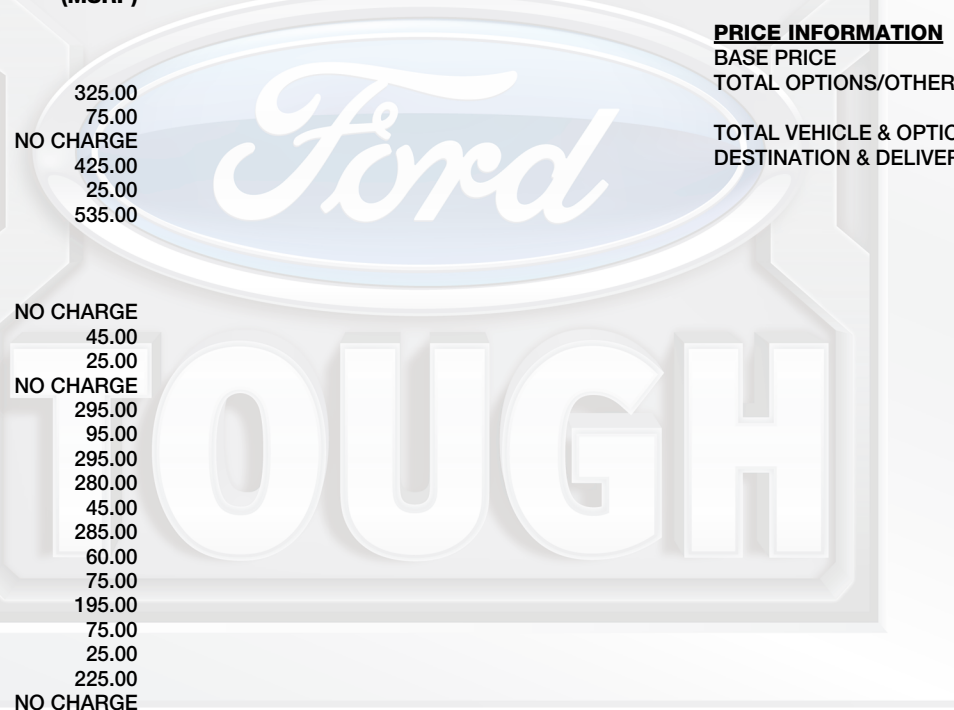 (MSRP)
325.00
75.00
NO CHARGE
425.00
25.00
535.00
NO CHARGE
45.00
25.00
NO CHARGE
295.00
95.00
295.00
280.00
45.00
285.00
60.00
75.00
195.00
75.00
25.00
225.00
NO CHARGE
PRICE INFORMATION
BASE PRICE
TOTAL OPTIONS/OTHER
TOTAL VEHICLE &
DESTINATION &
Ford
TOUGH